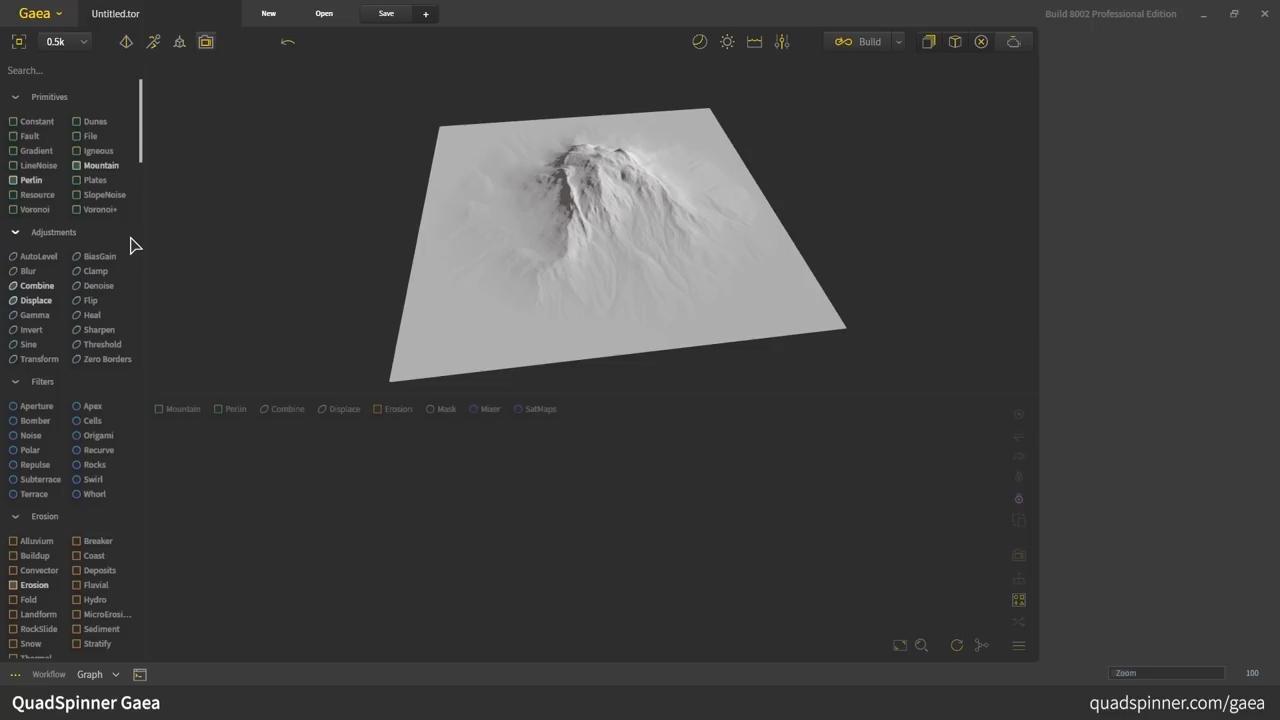 Gaea
Untitled.tor
New
Open
Save
+
Build 8002 Professional Edition
0.5k
Build
Search...
Primitives
Constant
Dunes
Fault
File
Gradient
Igneous
LineNoise
Mountain
Perlin
Plates
Resource
SlopeNoise
Voronoi
Voronoi+
Adjustments
AutoLevel
BiasGain
Blur
Clamp
Combine
Denoise
Displace
Flip
Gamma
Heal
Invert
Sharpen
Sine
Threshold
Transform
Zero Borders
Filters
Aperture
Apex
Bomber
Cells
Noise
Origami
Polar
Recurve
Repulse
Rocks
Subterrace
Swirl
Terrace
Whorl
Erosion
Alluvium
Breaker
Buildup
Coast
Convector
Deposits
Erosion
Fluvial
Fold
Hydro
Landform
MicroErosi...
RockSlide
Sediment
Snow
Stratify
Thermal
Mountain
Perlin
Combine
Displace
Erosion
Mask
Mixer
SatMaps
Workflow
Graph
Zoom
100
QuadSpinner Gaea
quadspinner.com/gaea